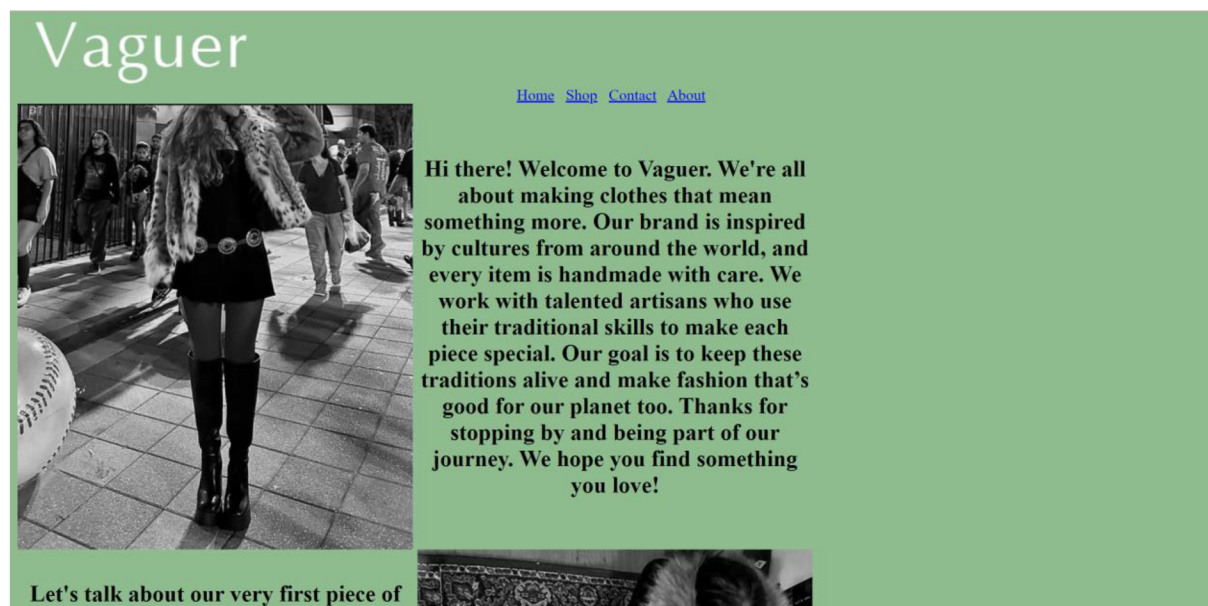 Vaguer
Home Shop Contact About
Hi there! Welcome to Vaguer. We're all
about making clothes that mean
something more. Our brand is inspired
by cultures from around the world, and
every item is handmade with care. We
work with talented artisans who use
their traditional skills to make each
piece special. Our goal is to keep these
traditions alive and make fashion that’s
good for our planet too. Thanks for
stopping by and being part of our
journey. We hope you find something
you love!
Let's talk about our very first piece of